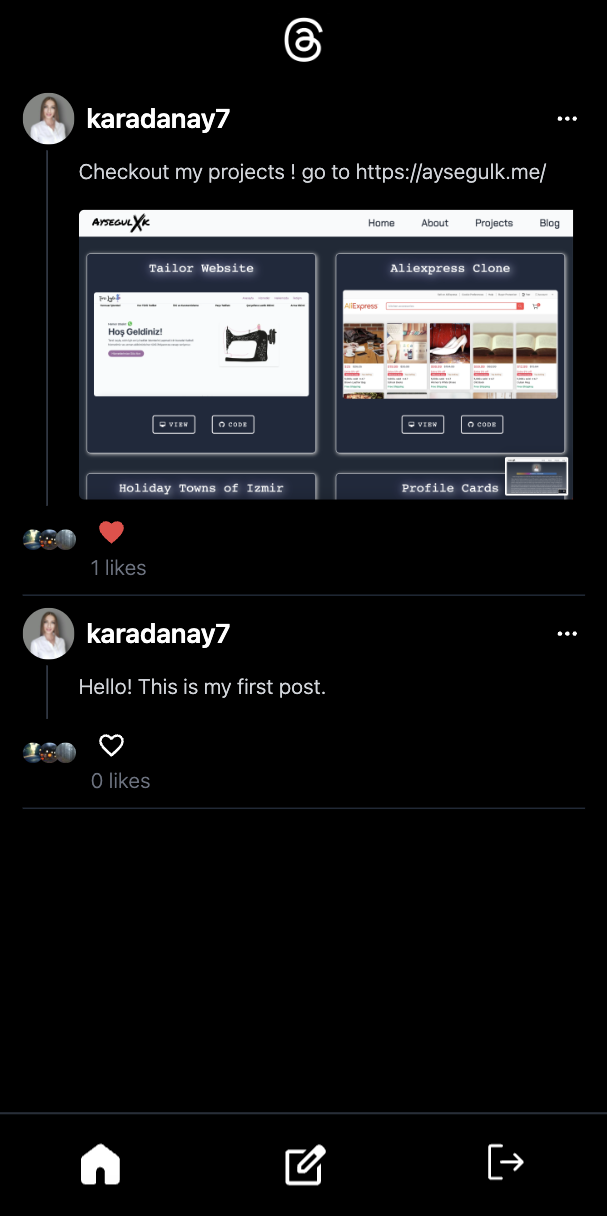 karadanay7
Checkout my projects ! go to https://aysegulk.me/
AYSEGULXK
Home About Projects Blog
Tailor Website
Aliexpress Clone
Hoş Geldiniz!
AliExpress
VIEW CODE
VIEW CODE
Holiday Towns of Izmir
Profile Cards
1 likes
karadanay7
Hello! This is my first post.
0 likes